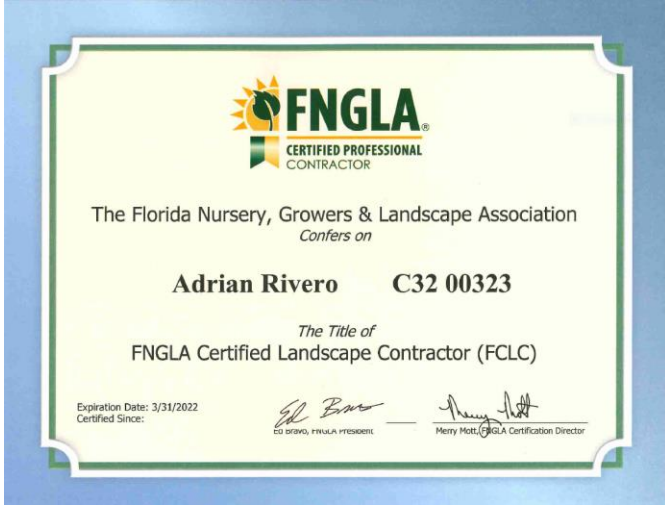 FNGLA®
CERTIFIED PROFESSIONAL
CONTRACTOR
The Florida Nursery, Growers & Landscape Association
Confers on
Adrian Rivero C32 00323
The Title of
FNGLA Certified Landscape Contractor (FCLC)
Expiration Date: 3/31/2022
Certified Since:
Ed Bravo, FNGLA President
Merry Mott, FNGLA Certification Director